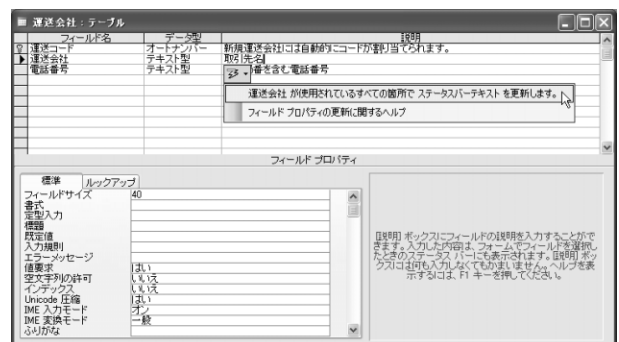 運送会社 : テーブル
フィールド名 データ型 説明
運送コード オートナンバー 新規運送会社には自動的にコードが割り当てられます。
運送会社 テキスト型 取引先名
電話番号 テキスト型 番を含む電話番号
運送会社 が使用されているすべての箇所で ステータスバーテキスト を更新します。
フィールド プロパティの更新に関するヘルプ
フィールド プロパティ
標準 ルックアップ
フィールドサイズ 40
書式
定型入力
標題
既定値
入力規則
エラーメッセージ
値要求 はい
空文字列の許可 いいえ
インデックス いいえ
Unicode 圧縮 はい
IME 入力モード オン
IME 変換モード 一般
ふりがな
[説明] ボックスにフィールドの説明を入力することがで
きます。入力した内容は、フォームでフィールドを選択し
たときのステータス バーにも表示されます。[説明] ボッ
クスには何も入力しなくてもかまいません。ヘルプを表
示するには、F1 キーを押してください。